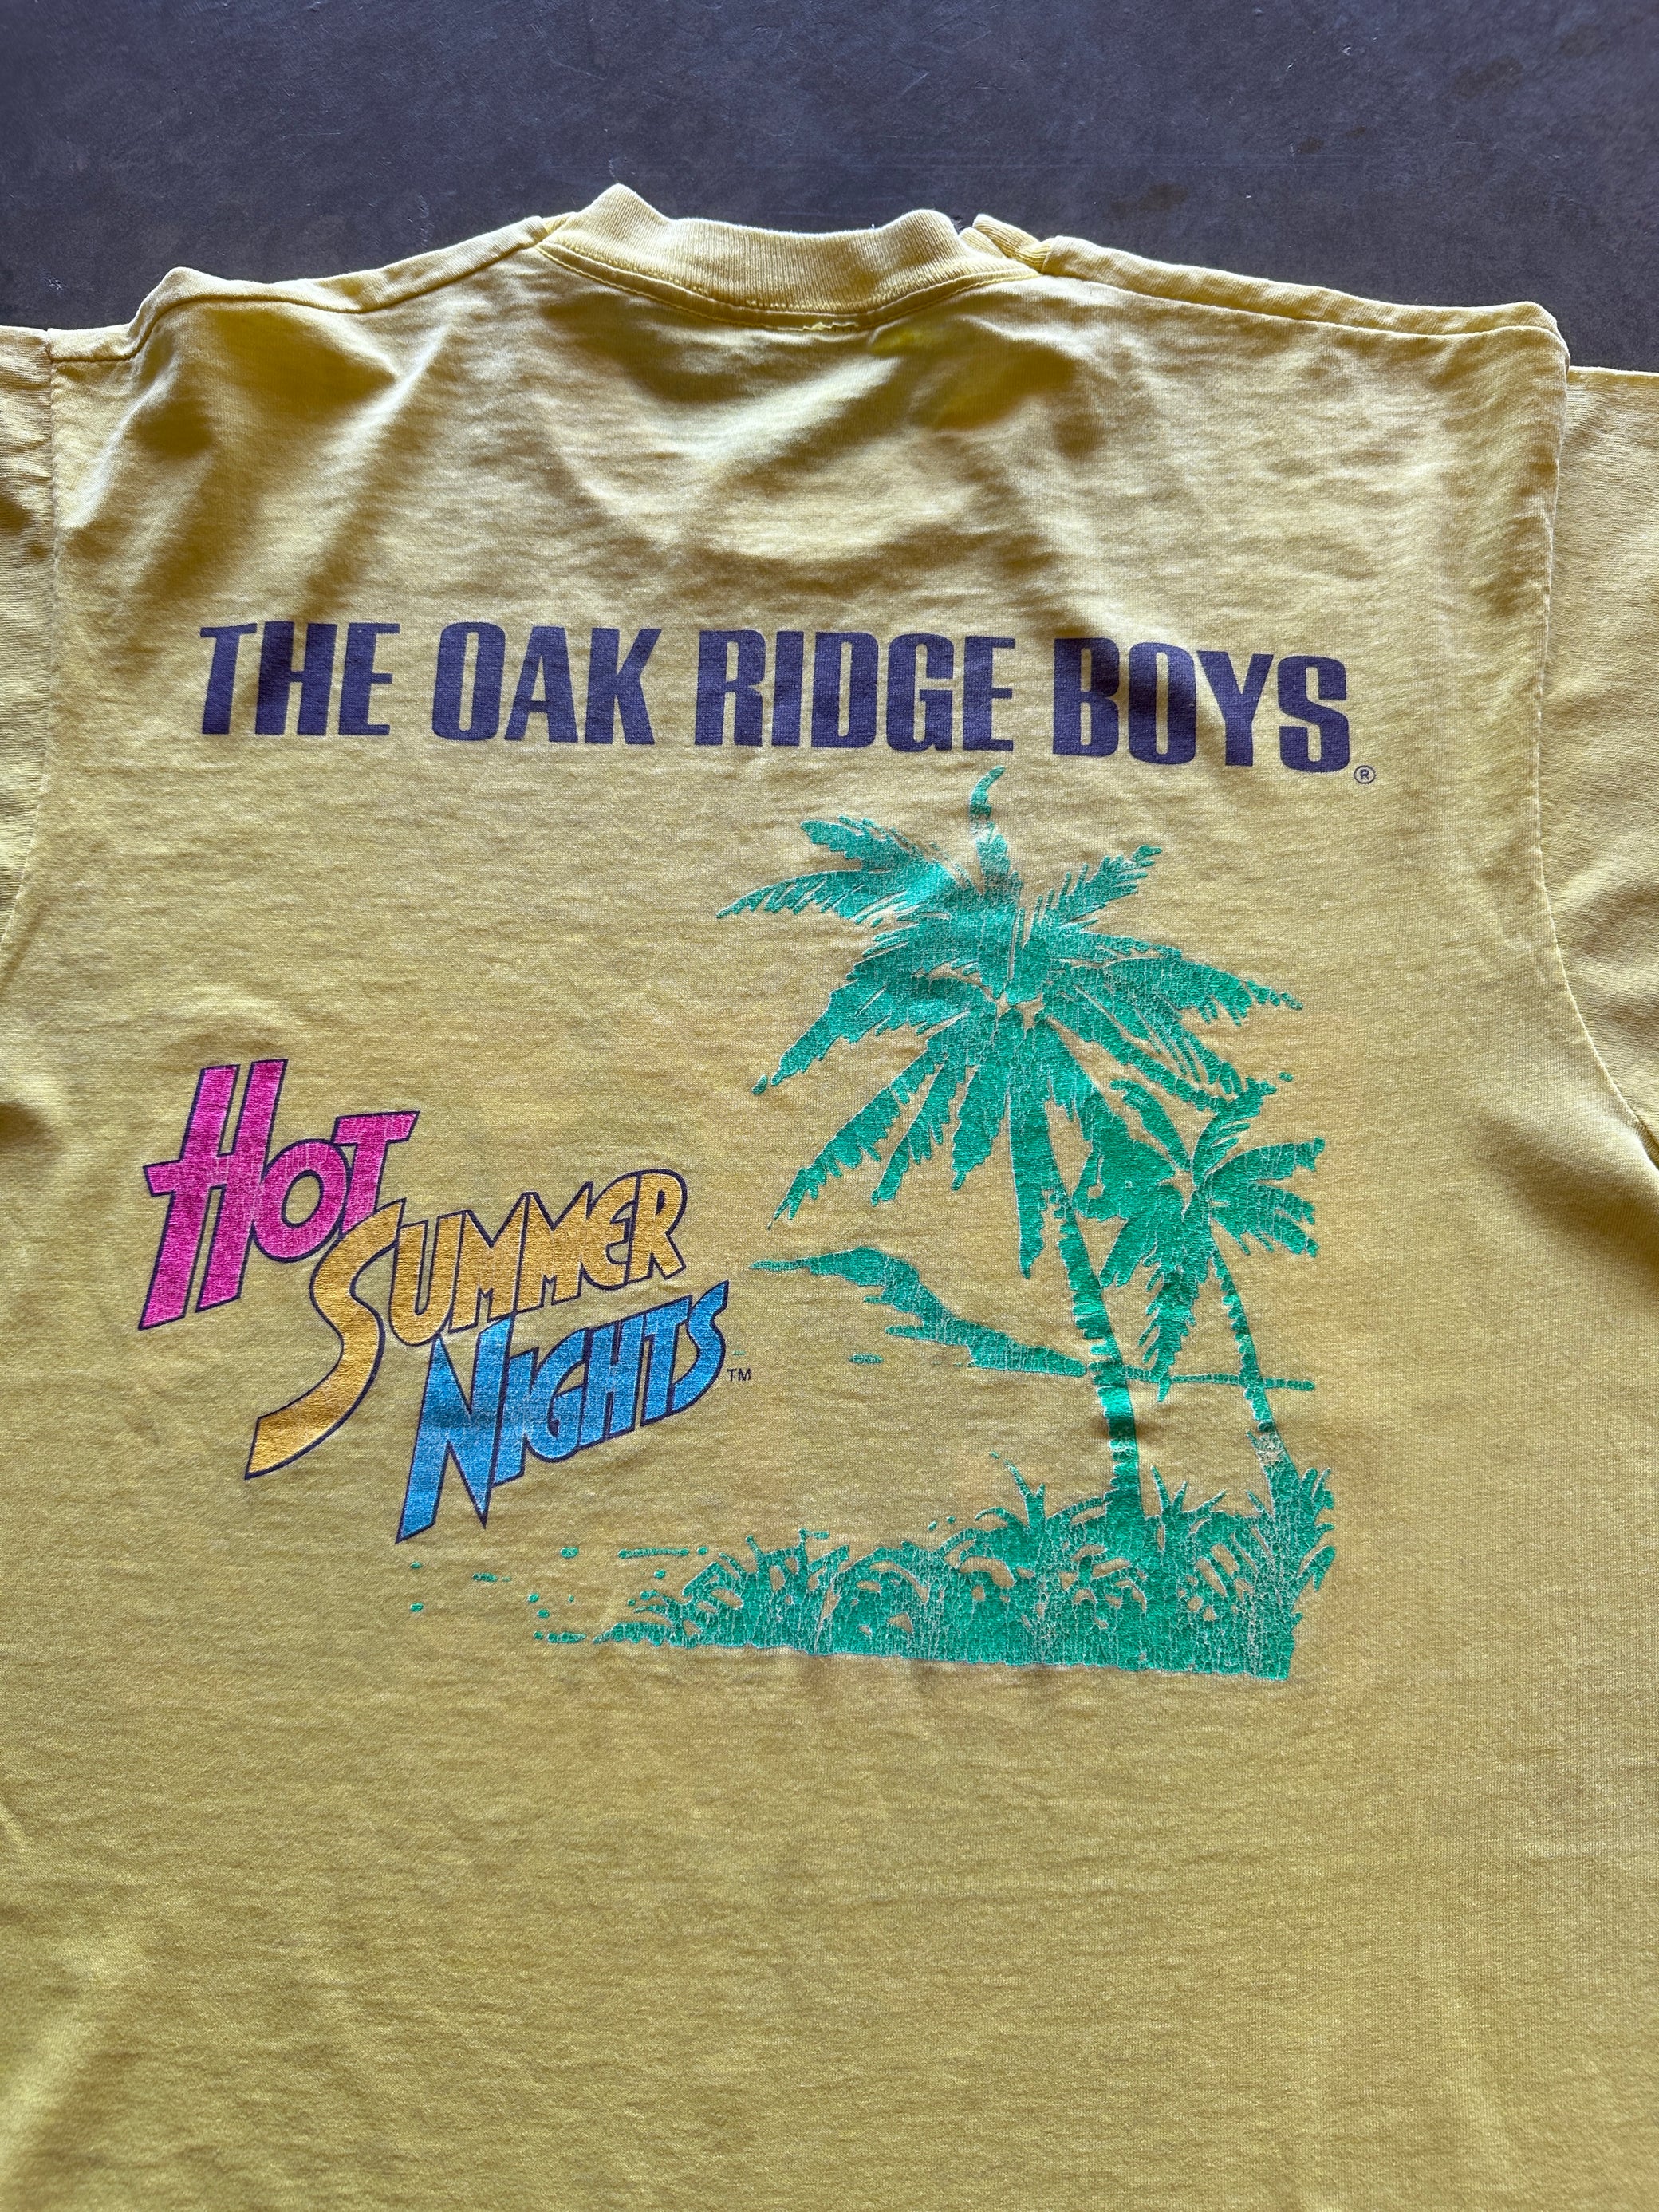 THE OAK RIDGE BOYS®
HOT
SUMMER
NIGHTS™